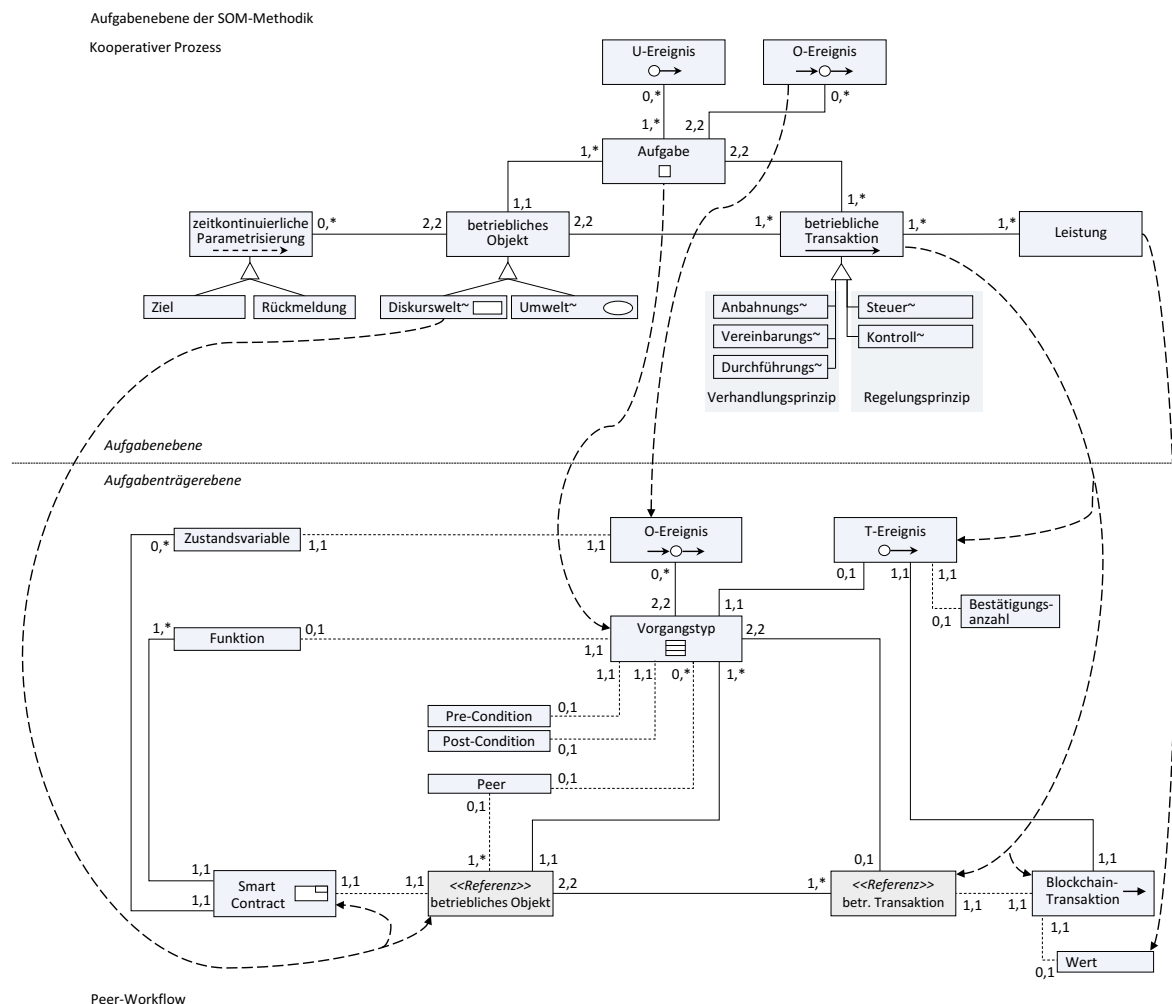 Aufgabenebene der SOM-Methodik
Kooperativer Prozess
U-Ereignis
O-Ereignis
0,*
0,*
1,*
2,2
1,*
Aufgabe
2,2
1,1
1,*
zeitkontinuierliche
Parametrisierung
0,*
2,2
betriebliches
Objekt
2,2
1,*
betriebliche
Transaktion
1,*
1,*
Leistung
Ziel
Rückmeldung
Diskurswelt~
Umwelt~
Anbahnungs~
Steuer~
Vereinbarungs~
Kontroll~
Durchführungs~
Verhandlungsprinzip
Regelungsprinzip
Aufgabenebene
Aufgabenträgerebene
Zustandsvariable
0,*
1,1
1,1
O-Ereignis
T-Ereignis
0,*
0,1
1,1
1,1
2,2
1,1
0,1
Bestätigungs-
anzahl
1,*
Funktion
0,1
1,1
Vorgangstyp
2,2
1,1
1,1
0,*
1,*
Pre-Condition
0,1
Post-Condition
0,1
Peer
0,1
0,1
1,*
1,1
0,1
1,1
1,1
1,1
Smart
Contract
1,1
1,1
<<Referenz>>
betriebliches Objekt
2,2
1,*
<<Referenz>>
betr. Transaktion
1,1
1,1
Blockchain-
Transaktion
1,1
0,1
Wert
Peer-Workflow